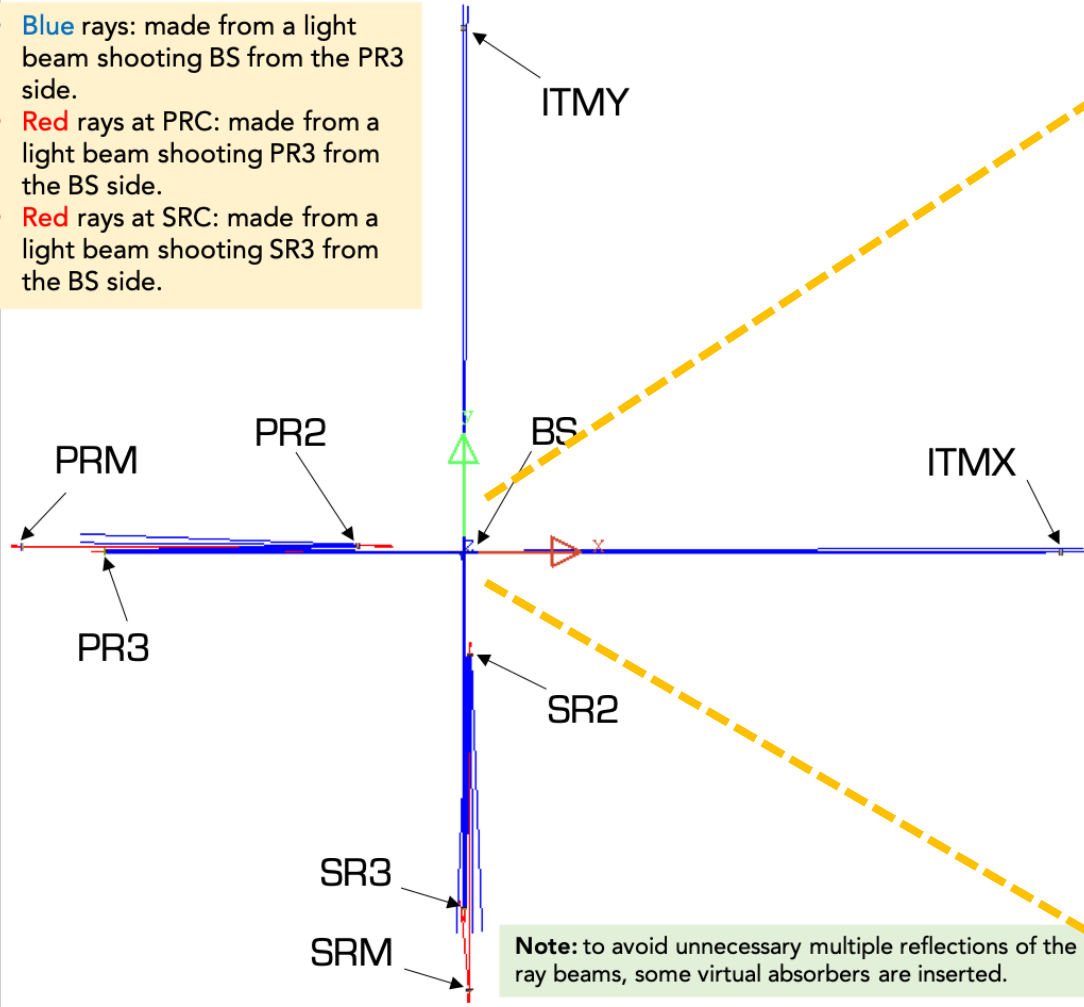 Blue rays: made from a light
beam shooting BS from the PR3
side.
Red rays at PRC: made from a
light beam shooting PR3 from
the BS side.
Red rays at SRC: made from a
light beam shooting SR3 from
the BS side.
ITMY
Y
PR2
BS
PRM
ITMX
Z
X
PR3
SR2
SR3
SRM
Note: to avoid unnecessary multiple reflections of the
ray beams, some virtual absorbers are inserted.